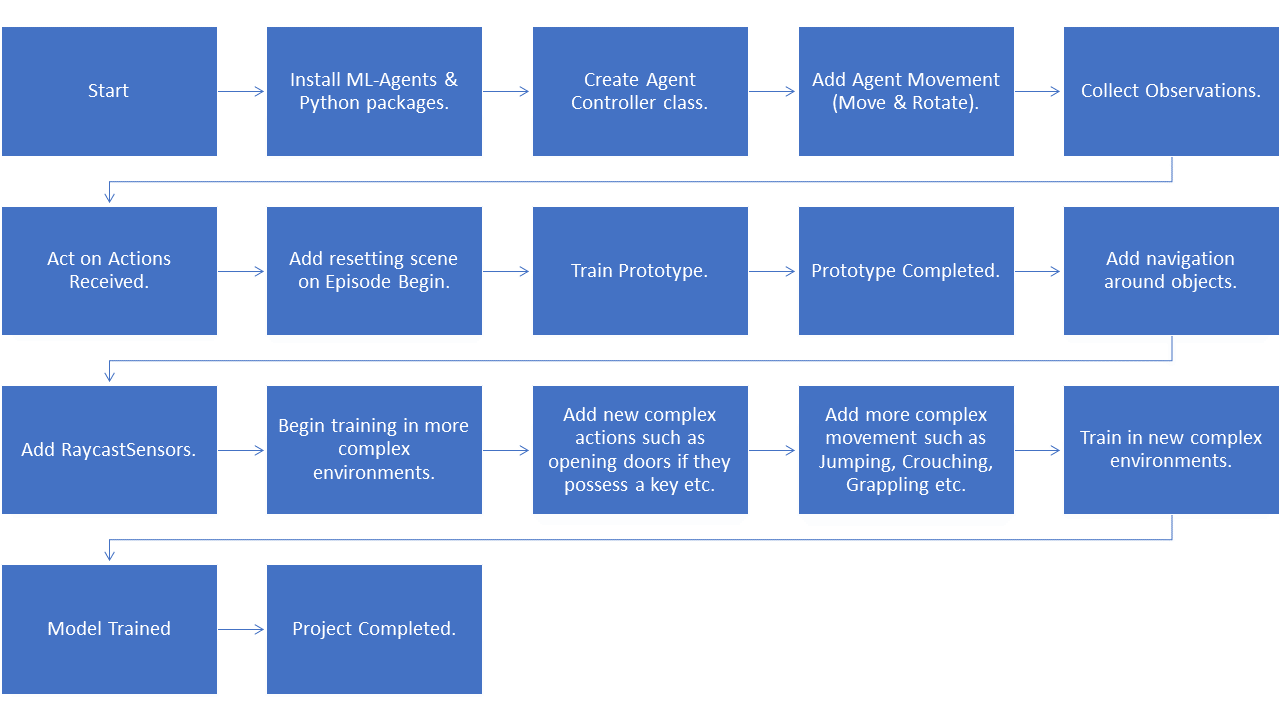 Start
Install ML-Agents &
Python packages.
Create Agent
Controller class.
Add Agent Movement
(Move & Rotate).
Collect Observations.
Act on Actions
Received.
Add resetting scene
on Episode Begin.
Train Prototype.
Prototype Completed.
Add navigation
around objects.
Add RaycastSensors.
Begin training in more
complex
environments.
Add new complex
actions such as
opening doors if they
possess a key etc.
Add more complex
movement such as
Jumping, Crouching,
Grappling etc.
Train in new complex
environments.
Model Trained
Project Completed.